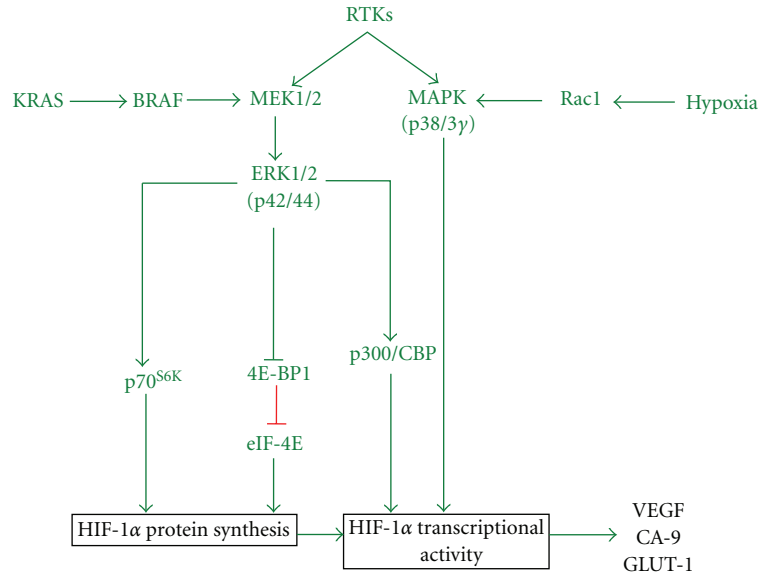 RTKs
KRAS
BRAF
MEK1/2
MAPK
(p38/3γ)
Rac1
Hypoxia
ERK1/2
(p42/44)
p300/CBP
p70S6K
4E-BP1
eIF-4E
HIF-1α protein synthesis
HIF-1α transcriptional
activity
VEGF
CA-9
GLUT-1